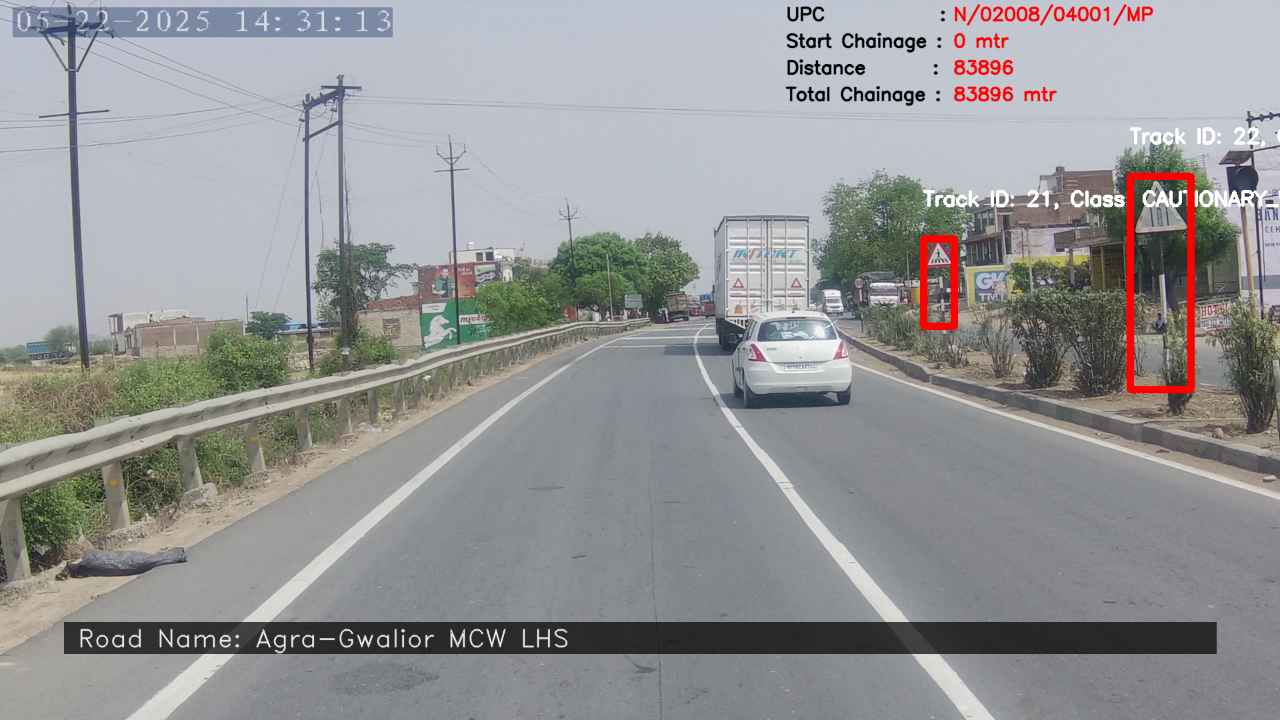 05-22-2025 14:31:13
UPC : N/02008/04001/MP
Start Chainage : 0 mtr
Distance : 83896
Total Chainage : 83896 mtr
Track ID: 22,
Track ID: 21, Class CAUTIONARY_
Road Name: Agra-Gwalior MCW LHS